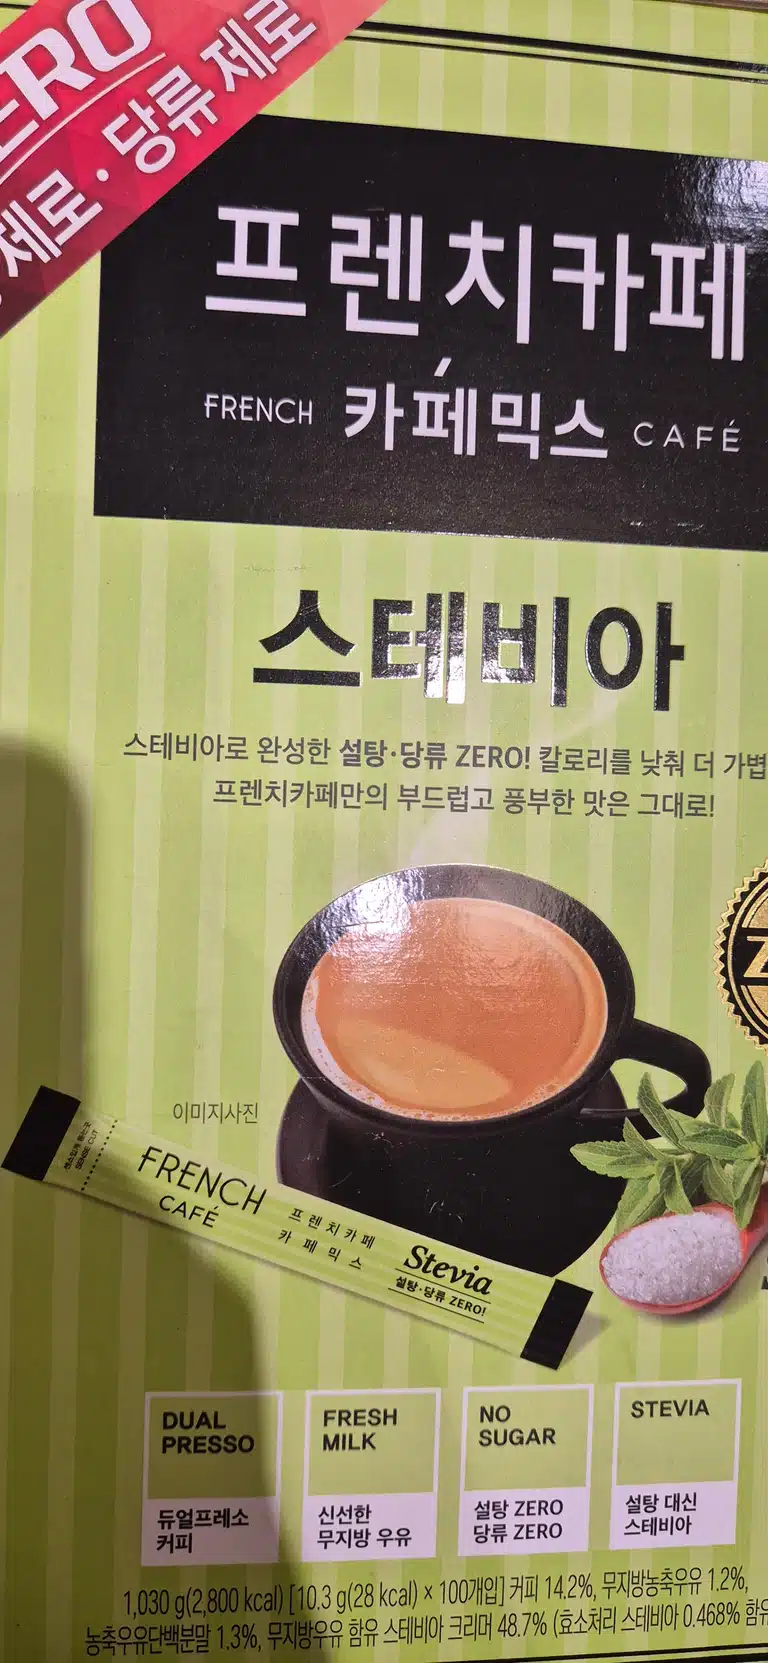 ZERO
제로 · 당류 제로
프렌치카페
FRENCH 카페믹스 CAFÉ
스테비아
스테비아로 완성한 설탕·당류 ZERO! 칼로리를 낮춰 더 가볍
프렌치카페만의 부드럽고 풍부한 맛은 그대로!
이미지사진
SENSE CUT
FRENCH
CAFÉ
프렌치카페
카페믹스
Stevia
설탕·당류 ZERO!
DUAL
PRESSO
듀얼프레소
커피
FRESH
MILK
신선한
무지방 우유
NO
SUGAR
설탕 ZERO
당류 ZERO
STEVIA
설탕 대신
스테비아
1,030 g(2,800 kcal) [10.3 g(28 kcal) × 100개입] 커피 14.2%, 무지방농축우유 1.2%,
농축우유단백분말 1.3%, 무지방우유 함유 스테비아 크리머 48.7% (효소처리 스테비아 0.468% 함유